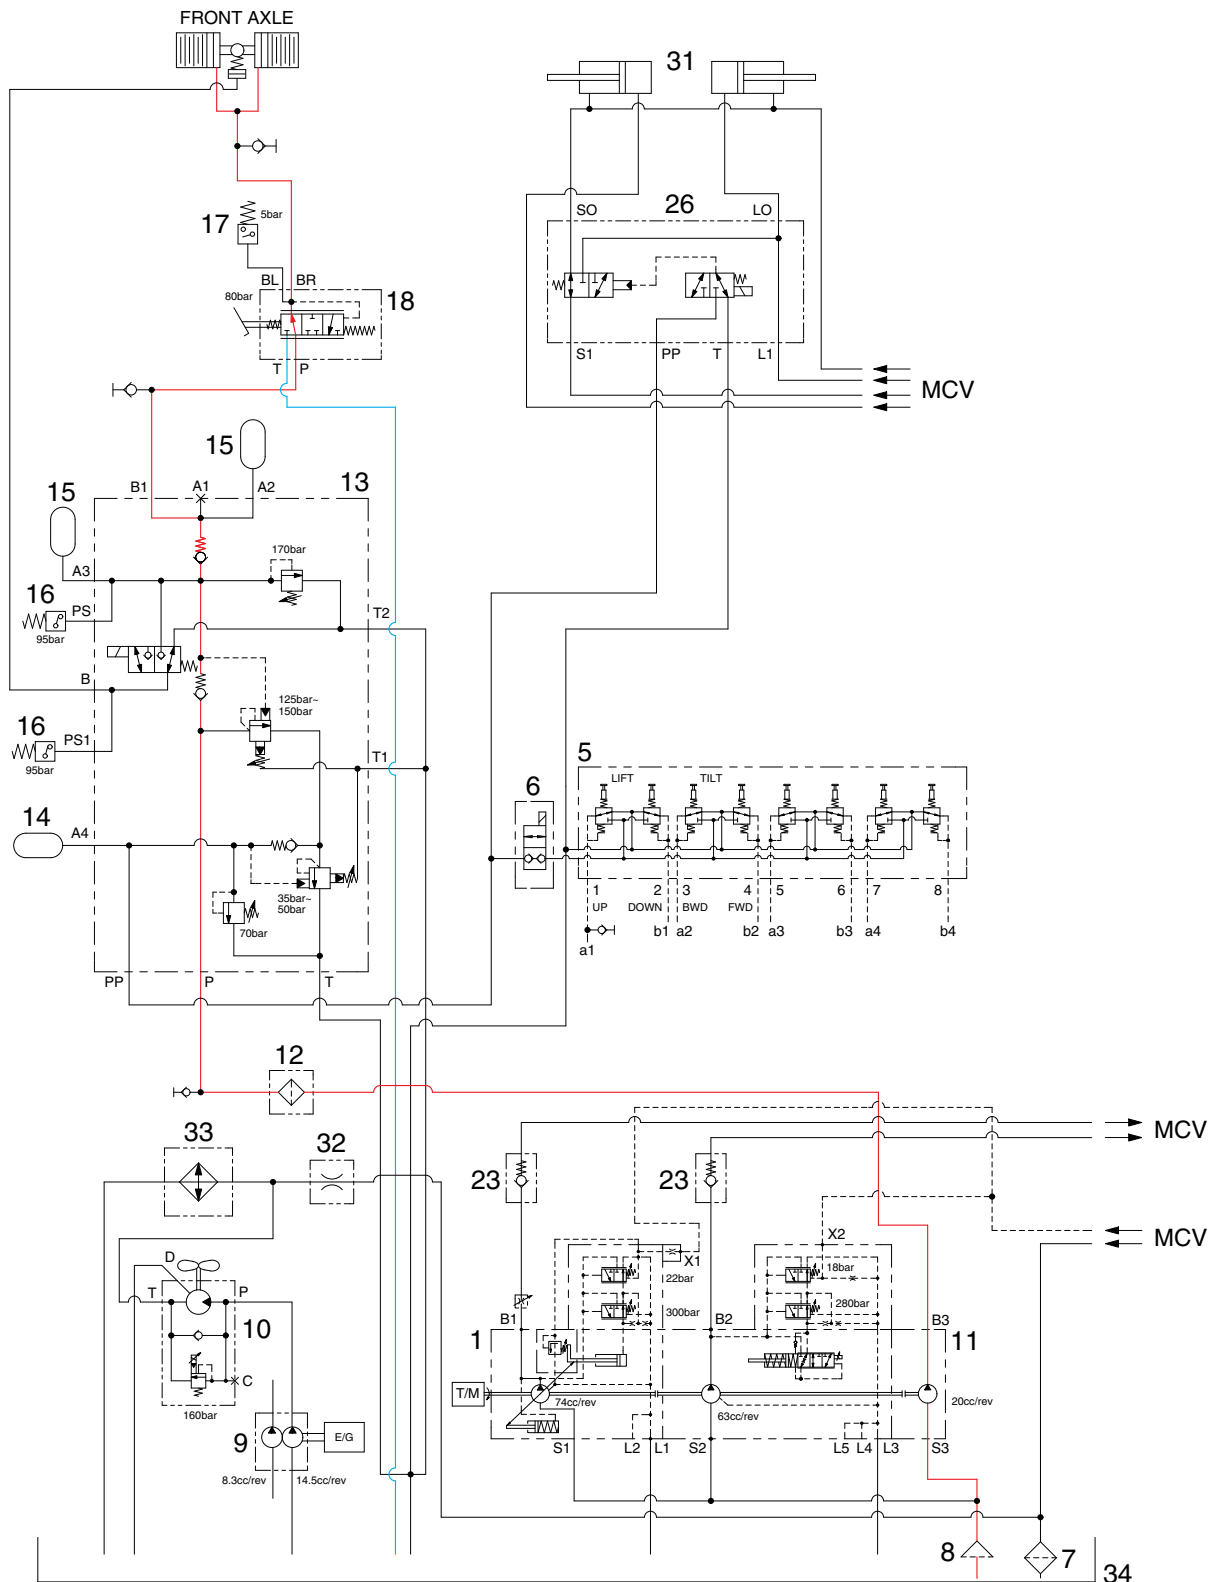 FRONT AXLE
31
5bar
17
SO
26
LO
BL
BR
80bar
18
T
P
S1
PP
T
L1
MCV
15
15
B1
A1
A2
13
170bar
A3
16
PS
95bar
T2
B
125bar~
150bar
16
PS1
95bar
T1
5
LIFT
TILT
6
14
A4
35bar~
50bar
70bar
1
2
3
4
5
6
7
8
UP
DOWN
BWD
FWD
a1
b1
a2
b2
a3
b3
a4
b4
PP
P
T
12
33
32
23
23
MCV
MCV
X1
X2
22bar
18bar
300bar
280bar
D
T
P
10
C
160bar
B1
B2
B3
1
11
T/M
74cc/rev
63cc/rev
20cc/rev
9
E/G
8.3cc/rev
14.5cc/rev
S1
L2
L1
S2
L5
L4
L3
S3
8
7
34